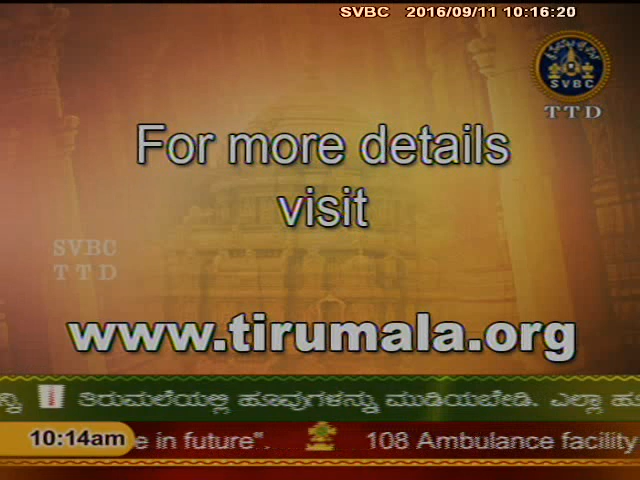 SVBC 2016/09/11 10:16:20
SVBC
TTD
For more details
visit
SVBC
TTD
www.tirumala.org
ನ್ನಿ ತಿರುಮಲೆಯಲ್ಲಿ ಹೂವುಗಳನ್ನು ಮುಡಿಯಬೇಡಿ. ಎಲ್ಲಾ ಹೂ
10:14am e in future". 108 Ambulance facility